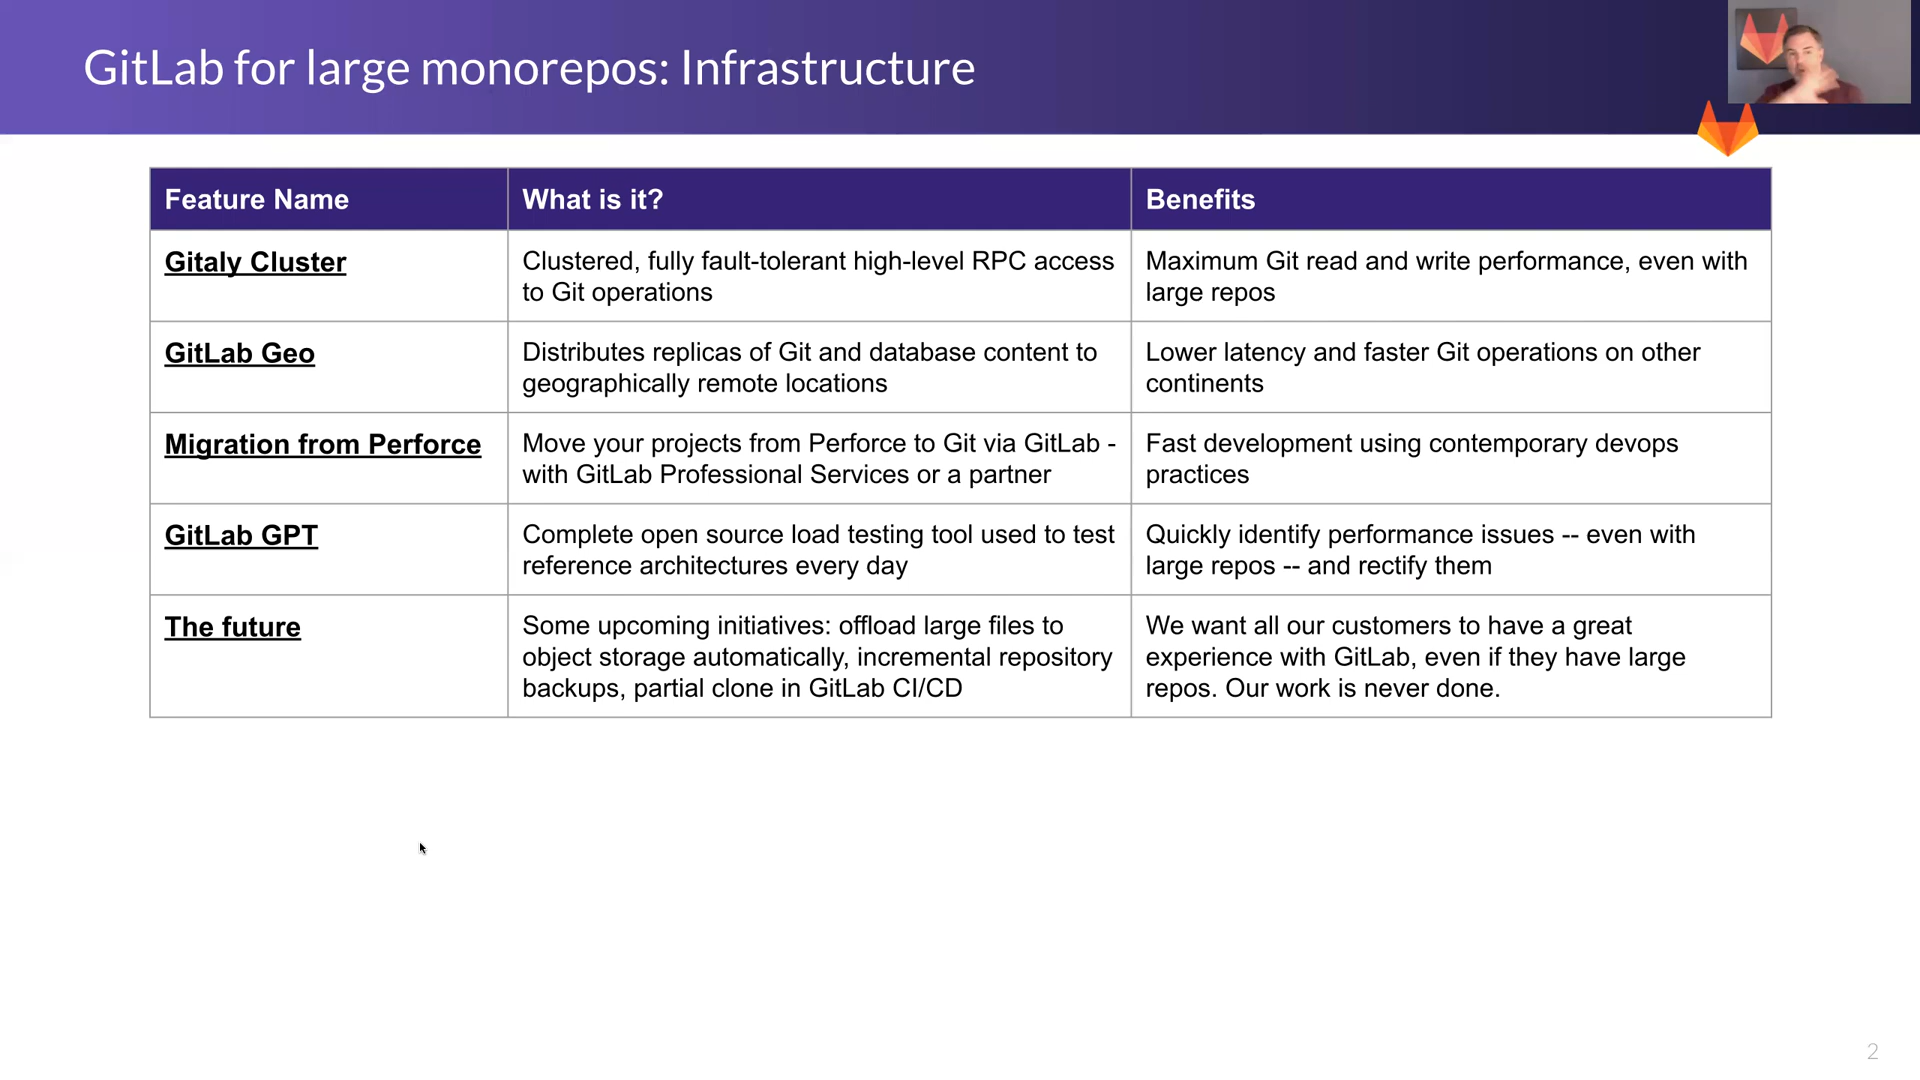 GitLab for large monorepos: Infrastructure
Feature Name
What is it?
Benefits
Gitaly Cluster
Clustered, fully fault-tolerant high-level RPC access
to Git operations
Maximum Git read and write performance, even with
large repos
GitLab Geo
Distributes replicas of Git and database content to
geographically remote locations
Lower latency and faster Git operations on other
continents
Migration from Perforce
Move your projects from Perforce to Git via GitLab -
with GitLab Professional Services or a partner
Fast development using contemporary devops
practices
GitLab GPT
Complete open source load testing tool used to test
reference architectures every day
Quickly identify performance issues -- even with
large repos -- and rectify them
The future
Some upcoming initiatives: offload large files to
object storage automatically, incremental repository
backups, partial clone in GitLab CI/CD
We want all our customers to have a great
experience with GitLab, even if they have large
repos. Our work is never done.
2